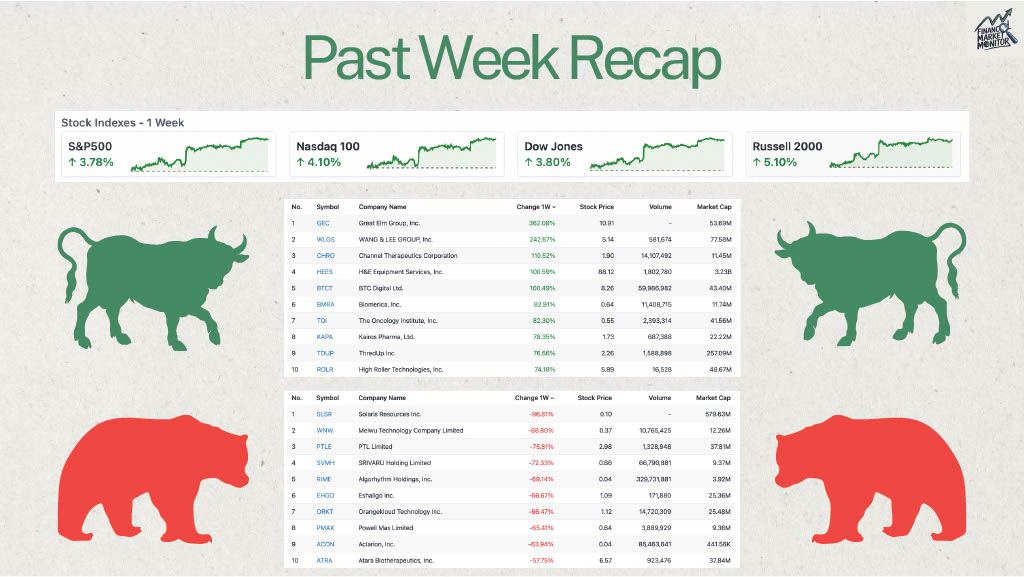 FINANCIAL
MARKET
MONITOR
Past Week Recap
Stock Indexes - 1 Week
S&P500
↑ 3.78%
Nasdaq 100
↑ 4.10%
Dow Jones
↑ 3.80%
Russell 2000
↑ 5.10%
No. Symbol Company Name Change 1W Stock Price Volume Market Cap
1 GEC Great Elm Group, Inc. 362.08% 10.91 - 53.69M
2 WLGS WANG & LEE GROUP, Inc. 242.67% 5.14 581,674 77.58M
3 CHRO Channel Therapeutics Corporation 110.52% 1.90 14,107,492 11.45M
4 HEES H&E Equipment Services, Inc. 100.59% 88.12 1,802,780 3.23B
5 BTCT BTC Digital Ltd. 100.49% 8.26 59,986,982 43.40M
6 BMRA Biomerica, Inc. 82.91% 0.64 11,408,715 11.74M
7 TOI The Oncology Institute, Inc. 82.30% 0.55 2,393,314 41.56M
8 KAPA Kairos Pharma, Ltd. 78.35% 1.73 687,388 22.22M
9 TDUP ThredUp Inc. 76.56% 2.26 1,588,898 257.09M
10 ROLR High Roller Technologies, Inc. 74.18% 5.89 16,528 48.67M
No. Symbol Company Name Change 1W Stock Price Volume Market Cap
1 SLSR Solaris Resources Inc. -96.81% 0.10 - 579.63M
2 WNW Meiwu Technology Company Limited -88.80% 0.37 10,765,425 12.26M
3 PTLE PTL Limited -75.81% 2.98 1,328,948 37.81M
4 SVMH SRIVARU Holding Limited -72.33% 0.86 66,790,881 9.37M
5 RIME Algorhythm Holdings, Inc. -69.14% 0.04 329,731,881 3.92M
6 EHGO Eshallgo Inc. -66.67% 1.09 171,880 25.36M
7 ORKT Orangekloud Technology Inc. -66.47% 1.12 14,720,309 25.48M
8 PMAX Powell Max Limited -65.41% 0.64 3,889,929 9.36M
9 ACON Aclarion, Inc. -63.94% 0.04 85,463,641 441.56K
10 ATRA Atara Biotherapeutics, Inc. -57.75% 6.57 923,476 37.84M